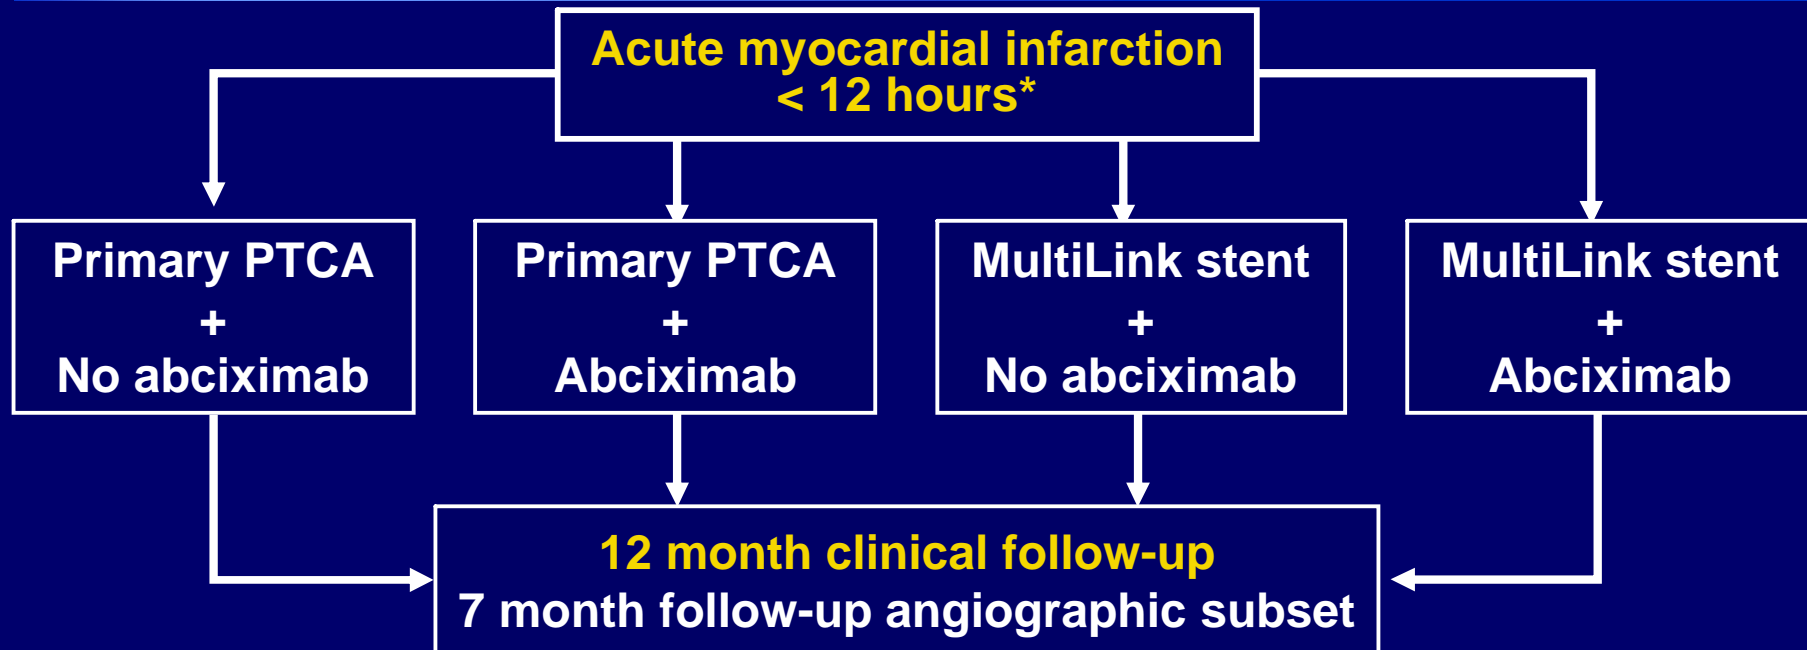 Acute myocardial infarction
< 12 hours*
Primary PTCA
+
No abciximab
Primary PTCA
+
Abciximab
MultiLink stent
+
No abciximab
MultiLink stent
+
Abciximab
12 month clinical follow-up
7 month follow-up angiographic subset